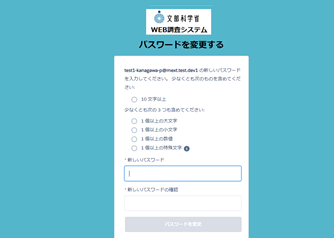 文部科学省
WEB調査システム
パスワードを変更する
test1-kanagawa-p@mext.test.dev1 の新しいパスワード
を入力してください。 少なくとも次のものを含めてくだ
さい:
10 文字以上
少なくとも次の 3 つも含めてください:
1 個以上の大文字
1 個以上の小文字
1 個以上の数値
1 個以上の特殊文字
* 新しいパスワード
* 新しいパスワードの確認
パスワードを変更